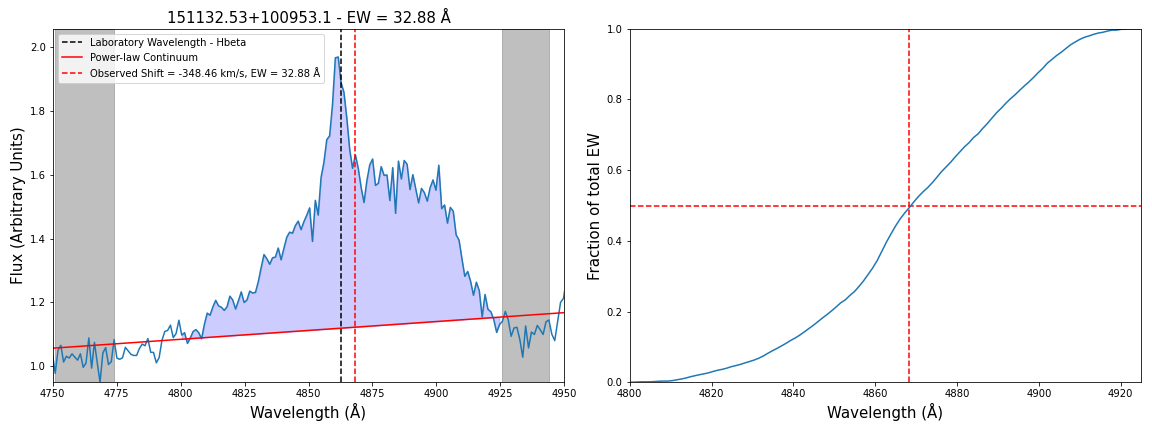 151132.53+100953.1 - EW = 32.88 Å
Laboratory Wavelength - Hbeta
Power-law Continuum
Observed Shift = -348.46 km/s, EW = 32.88 Å
Flux (Arbitrary Units)
2.0
1.8
1.6
1.4
1.2
1.0
4750 4775 4800 4825 4850 4875 4900 4925 4950
Wavelength (Å)
Fraction of total EW
1.0
0.8
0.6
0.4
0.2
0.0
4800 4820 4840 4860 4880 4900 4920
Wavelength (Å)